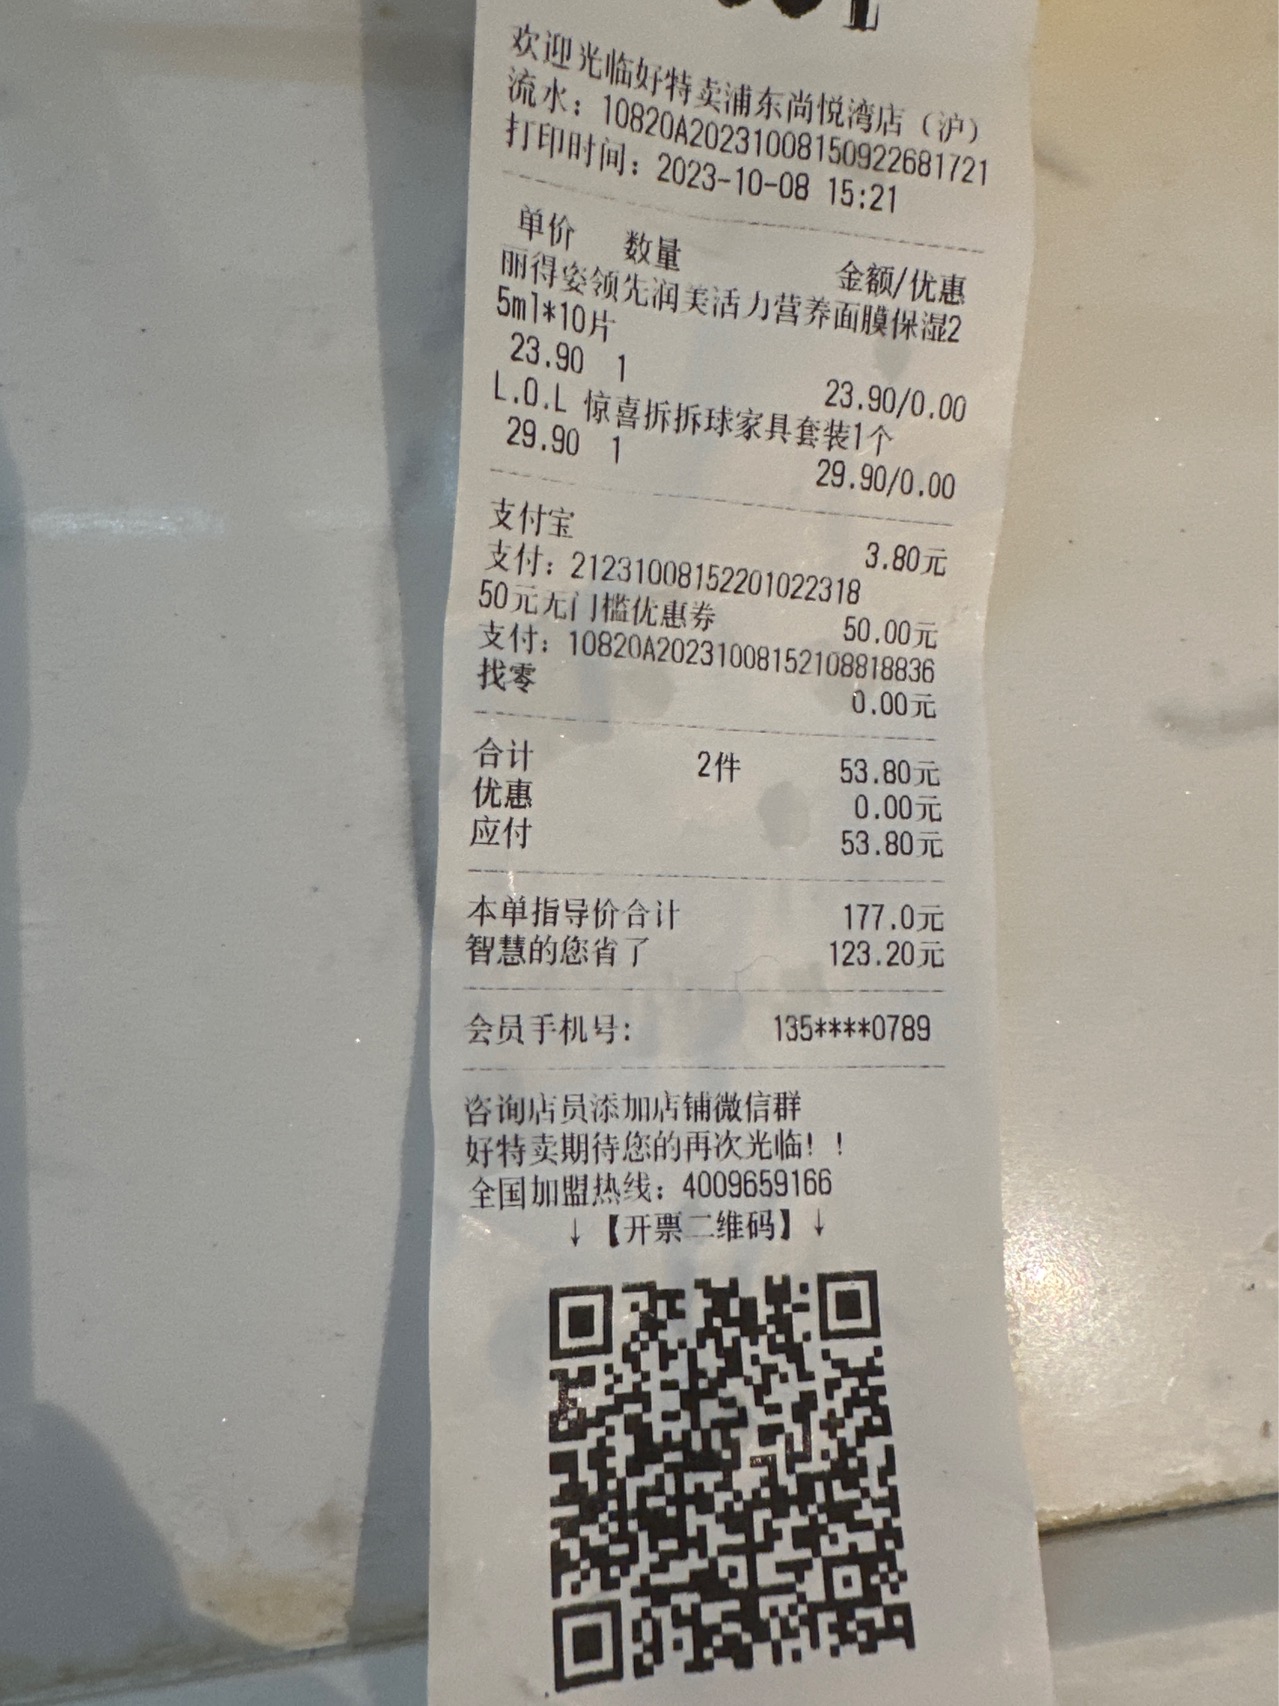 欢迎光临好特卖浦东尚悦湾店（沪）
流水：10820A20231008150922681721
打印时间：2023-10-08 15:21
单价 数量 金额/优惠
丽得姿领先润美活力营养面膜保湿2
5ml*10片
23.90 1 23.90/0.00
L.O.L 惊喜拆拆球家具套装1个
29.90 1 29.90/0.00
支付宝 3.80元
支付：21231008152201022318
50元无门槛优惠券 50.00元
支付：10820A20231008152108818836
找零 0.00元
合计 2件 53.80元
优惠 0.00元
应付 53.80元
本单指导价合计 177.0元
智慧的您省了 123.20元
会员手机号： 135****0789
咨询店员添加店铺微信群
好特卖期待您的再次光临！！
全国加盟热线：4009659166
↓【开票二维码】↓